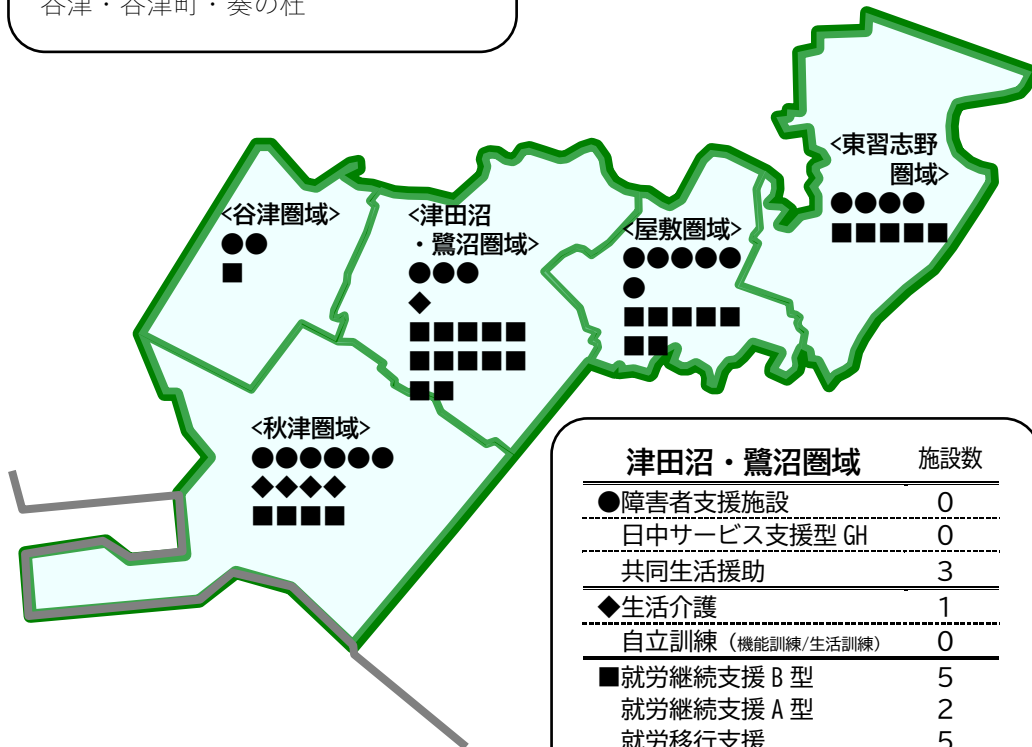 谷津・谷津町・奏の杜
<東習志野
圏域>
●●●●
■■■■■
<谷津圏域>
●●
■
<津田沼
・鷺沼圏域>
●●●
◆
■■■■■
■■■■■
■■
<屋敷圏域>
●●●●●
●
■■■■■
■■
<秋津圏域>
●●●●●●
◆◆◆◆
■■■■
津田沼・鷺沼圏域 施設数
●障害者支援施設 0
日中サービス支援型 GH 0
共同生活援助 3
◆生活介護 1
自立訓練（機能訓練/生活訓練） 0
■就労継続支援 B 型 5
就労継続支援 A 型 2
就労移行支援 5